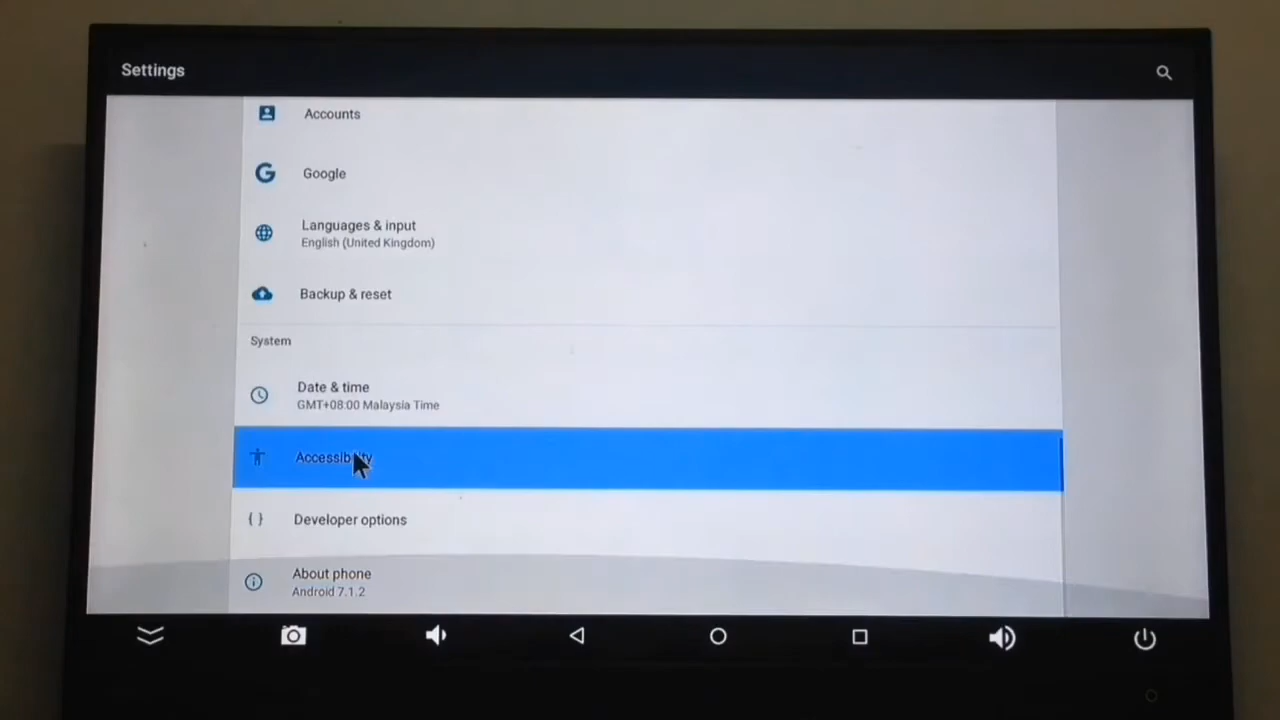 Settings
Accounts
Google
Languages & input
English (United Kingdom)
Backup & reset
System
Date & time
GMT+08:00 Malaysia Time
Accessibility
Developer options
About phone
Android 7.1.2